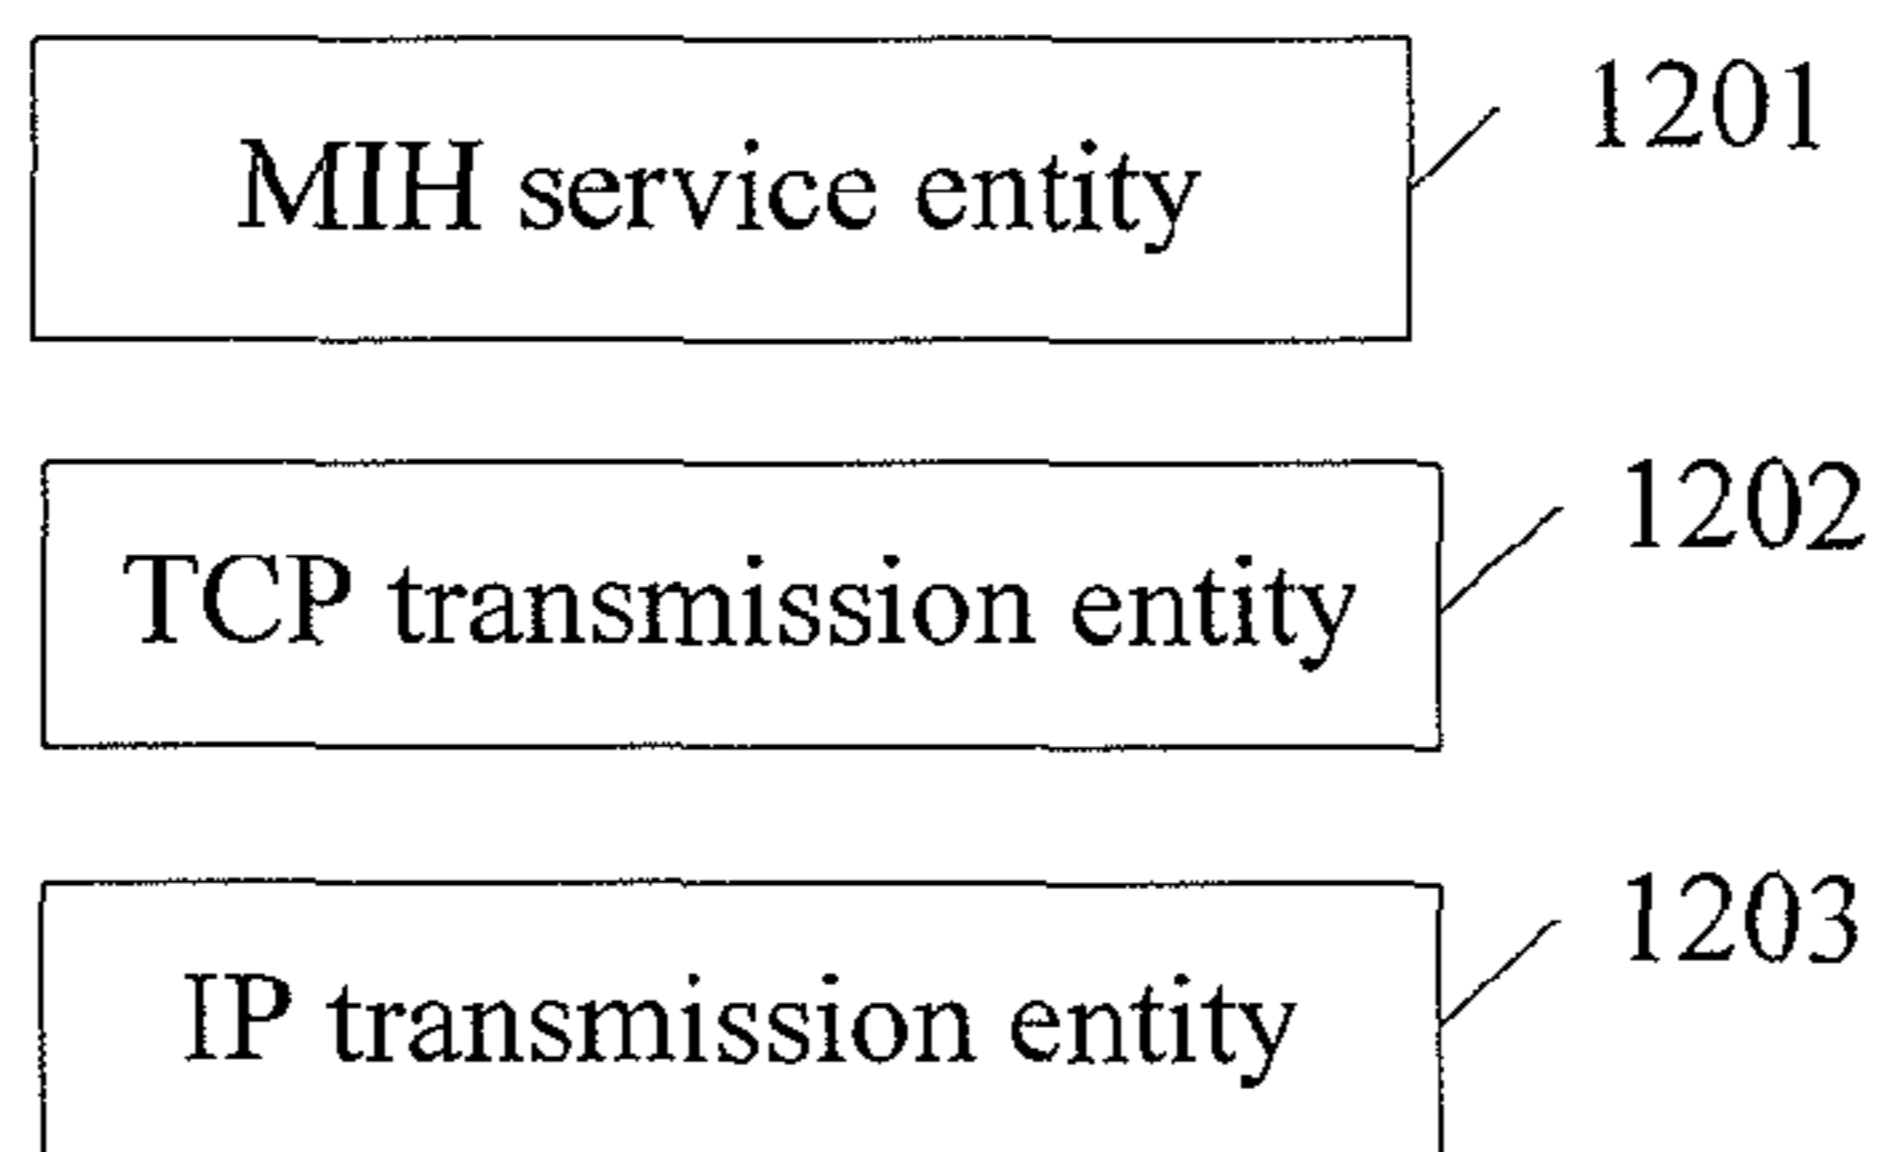 MIH service entity
1201
TCP transmission entity
1202
IP transmission entity
1203